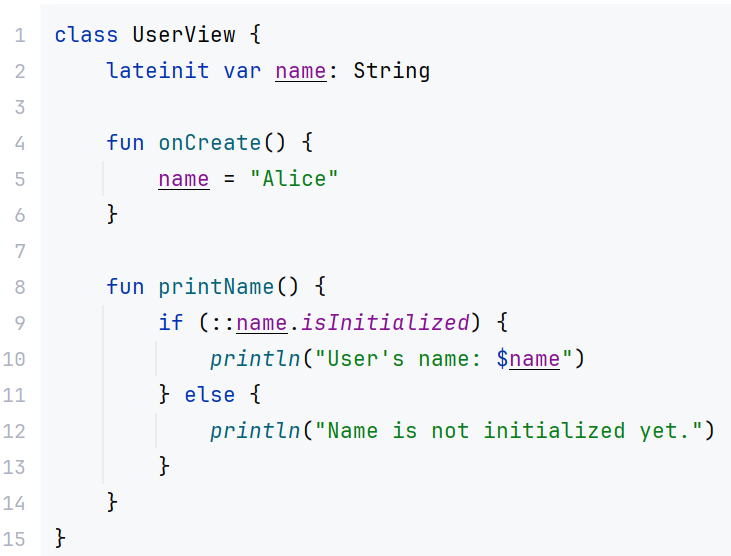 1 class UserView {
2     lateinit var name: String
3
4     fun onCreate() {
5         name = "Alice"
6     }
7
8     fun printName() {
9         if (::name.isInitialized) {
10             println("User's name: $name")
11         } else {
12             println("Name is not initialized yet.")
13         }
14     }
15 }